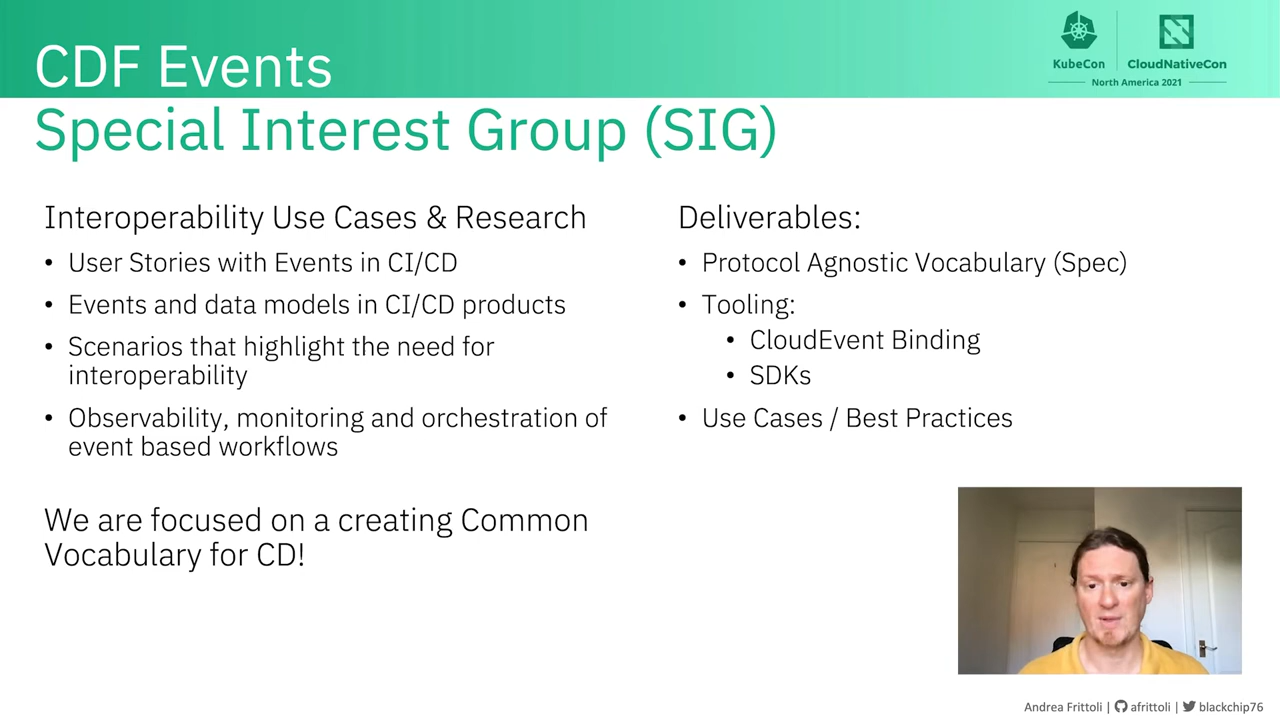 CDF Events
Special Interest Group (SIG)
KubeCon
CloudNativeCon
North America 2021
Interoperability Use Cases & Research
• User Stories with Events in CI/CD
• Events and data models in CI/CD products
• Scenarios that highlight the need for
interoperability
• Observability, monitoring and orchestration of
event based workflows
We are focused on a creating Common
Vocabulary for CD!
Deliverables:
• Protocol Agnostic Vocabulary (Spec)
• Tooling:
• CloudEvent Binding
• SDKs
• Use Cases / Best Practices
Andrea Frittoli | afrittoli | blackchip76